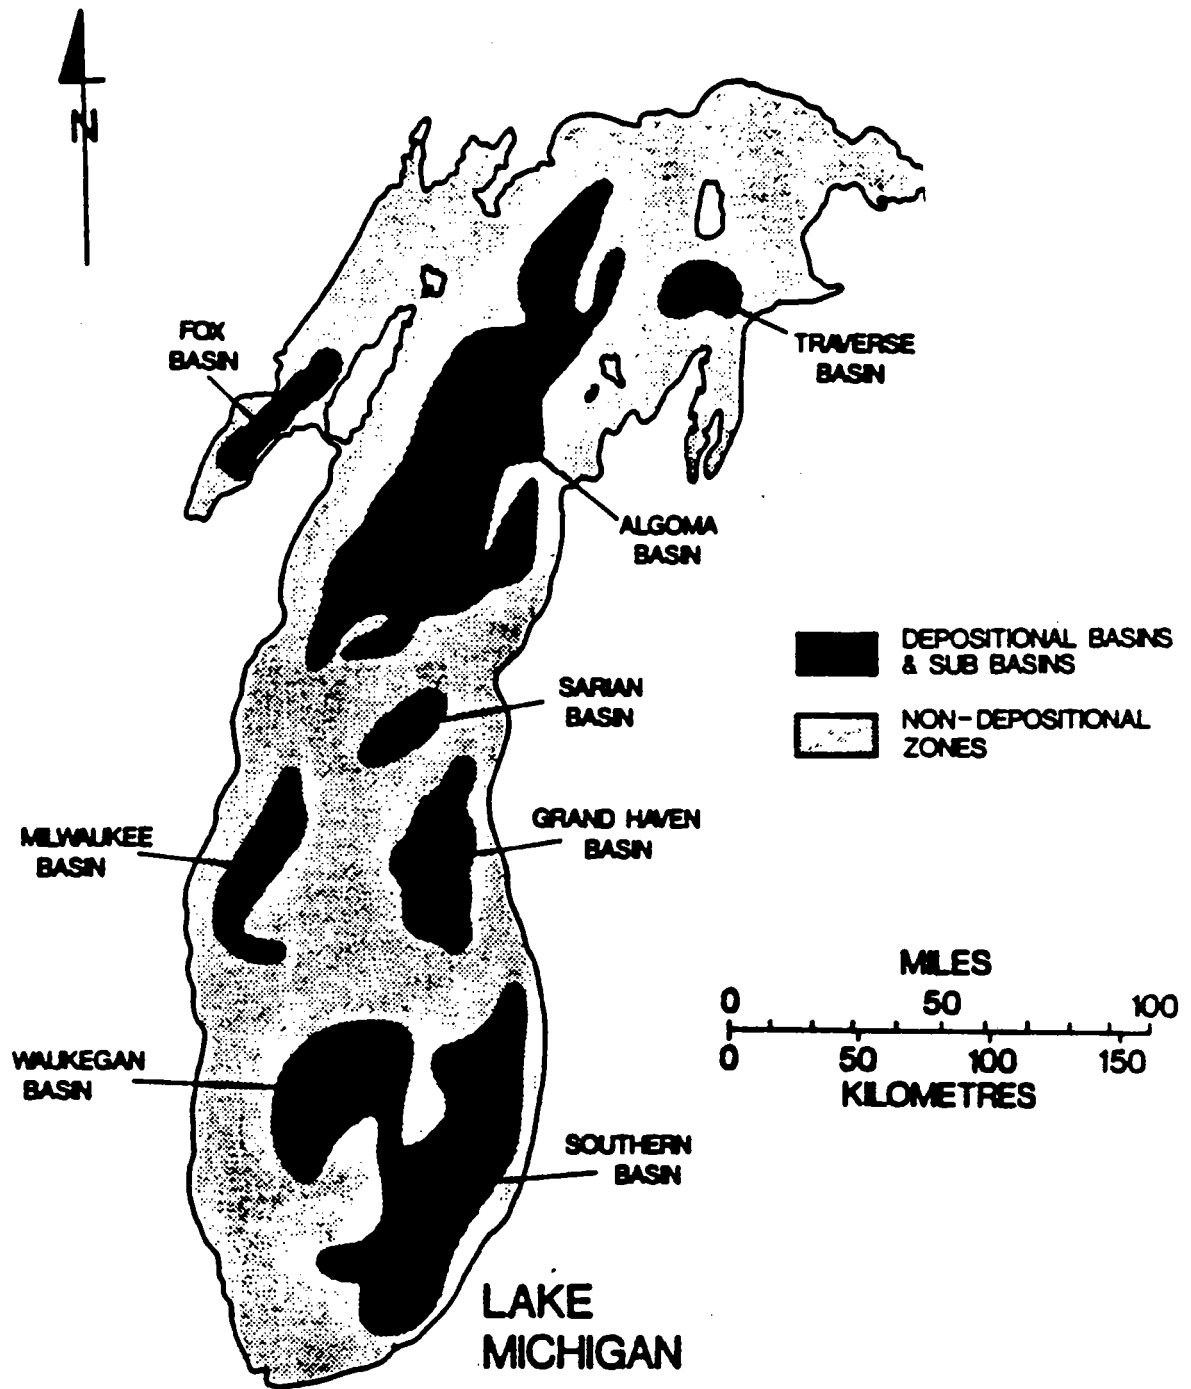 N
FOX
BASIN
TRAVERSE
BASIN
ALGOMA
BASIN
DEPOSITIONAL BASINS
& SUB BASINS
SARIAN
BASIN
NON-DEPOSITIONAL
ZONES
MILWAUKEE
BASIN
GRAND HAVEN
BASIN
MILES
0 50 100
0 50 100 150
KILOMETRES
WAUKEGAN
BASIN
SOUTHERN
BASIN
LAKE
MICHIGAN